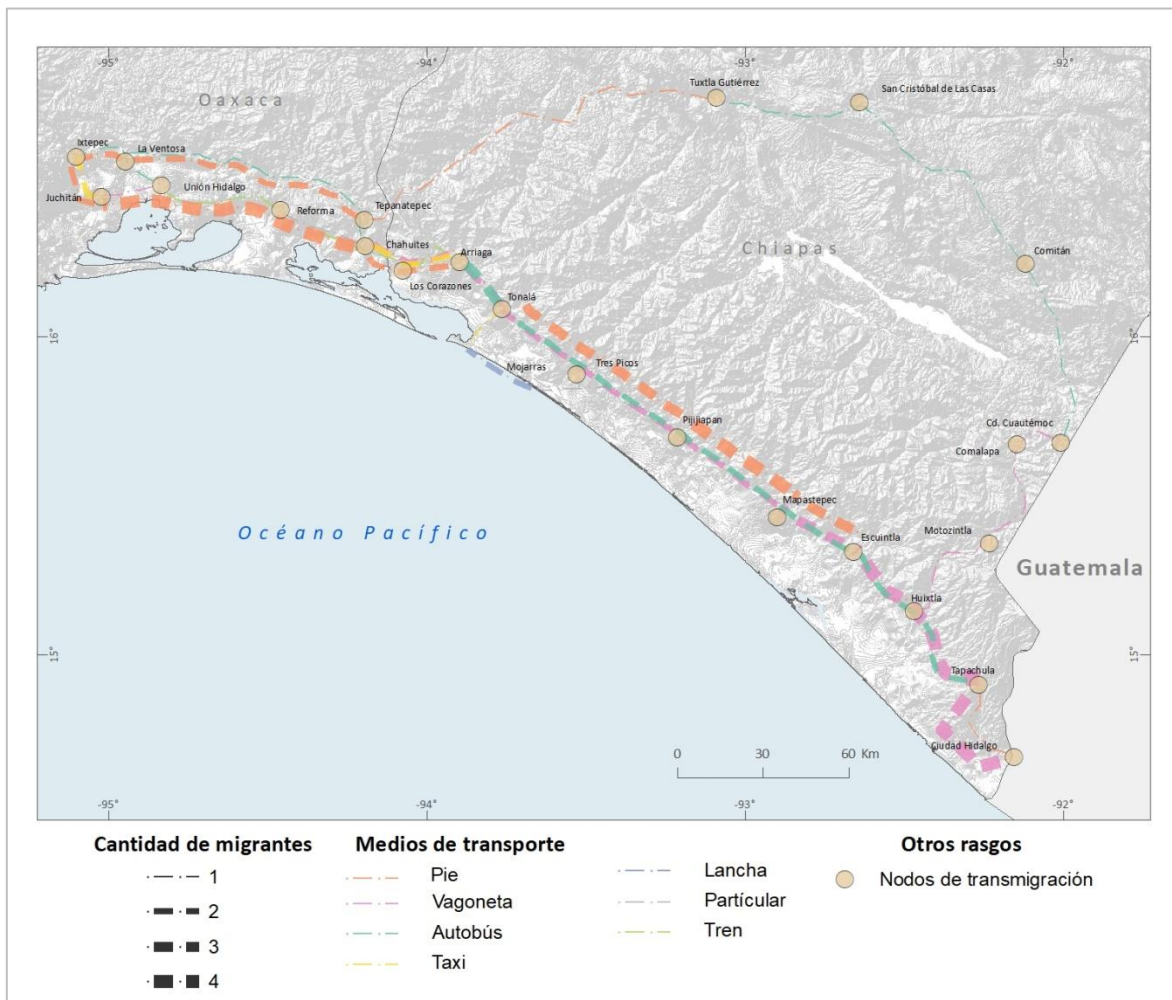 -95°
-94°
-93°
-92°
Tuxtla Gutiérrez
San Cristóbal de Las Casas
Oaxaca
Ixtepec
La Ventosa
Unión Hidalgo
Juchitán
Reforma
Tepanatepec
Chahuites
Arriaga
Los Corazones
Chiapas
Comitán
Tonalá
16°
16°
Mojarras
Tres Picos
Pijijiapan
Cd. Cuautémoc
Comalapa
Mapastepec
Océano Pacífico
Escuintla
Motozintla
Guatemala
Huixtla
15°
15°
Tapachula
Ciudad Hidalgo
0 30 60 Km
-95°
-94°
-93°
-92°
Cantidad de migrantes
1
2
3
4
Medios de transporte
Pie
Vagoneta
Autobús
Taxi
Lancha
Partícular
Tren
Otros rasgos
Nodos de transmigración